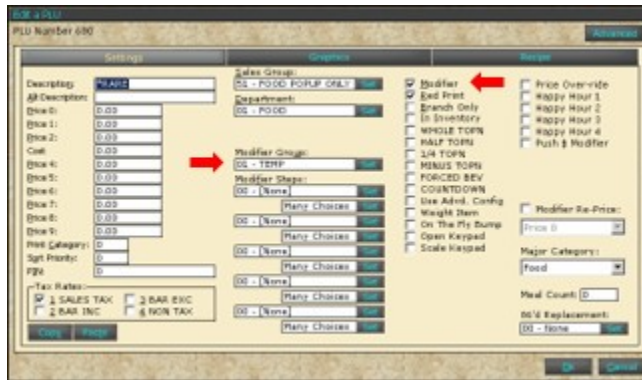 Edit a PLU
PLU Number 680
Advanced
Settings
Graphics
Recipe
Description:
*RARE
Alt Description:
Price 0: 0.00
Price 1: 0.00
Price 2: 0.00
Cost 0.00
Price 4: 0.00
Price 5: 0.00
Price 6: 0.00
Price 7: 0.00
Price 8: 0.00
Price 9: 0.00
Print Category: 0
Sort Priority: 0
0
Tax Rates:
1 SALES TAX
3 BAR EXC
2 BAR INC
4 NON TAX
Copy
Paste
Sales Group:
51 - FOOD POPUP ONLY Set
Department:
01 - FOOD Set
Modifier Group:
01 - TEMP Set
Modifier Steps:
00 - [None] Set
Many Choices Set
00 - [None] Set
Many Choices Set
00 - [None] Set
Many Choices Set
00 - [None] Set
Many Choices Set
00 - [None] Set
Many Choices Set
Modifier
Red Print
Branch Only
In Inventory
WHOLE TOPN
HALF TOPN
1/4 TOPN
MINUS TOPN
FORCED BEV
COUNTDOWN
Use Advd. Config
Weight Item
On The Fly Bump
Open Keypad
Scale Keypad
Price Over-ride
Happy Hour 1
Happy Hour 2
Happy Hour 3
Happy Hour 4
Push $ Modifier
Modifier Re-Price:
Price 0
Major Category:
Food
Meal Count: 0
86'd Replacement:
00 - None Set
Ok
Cancel